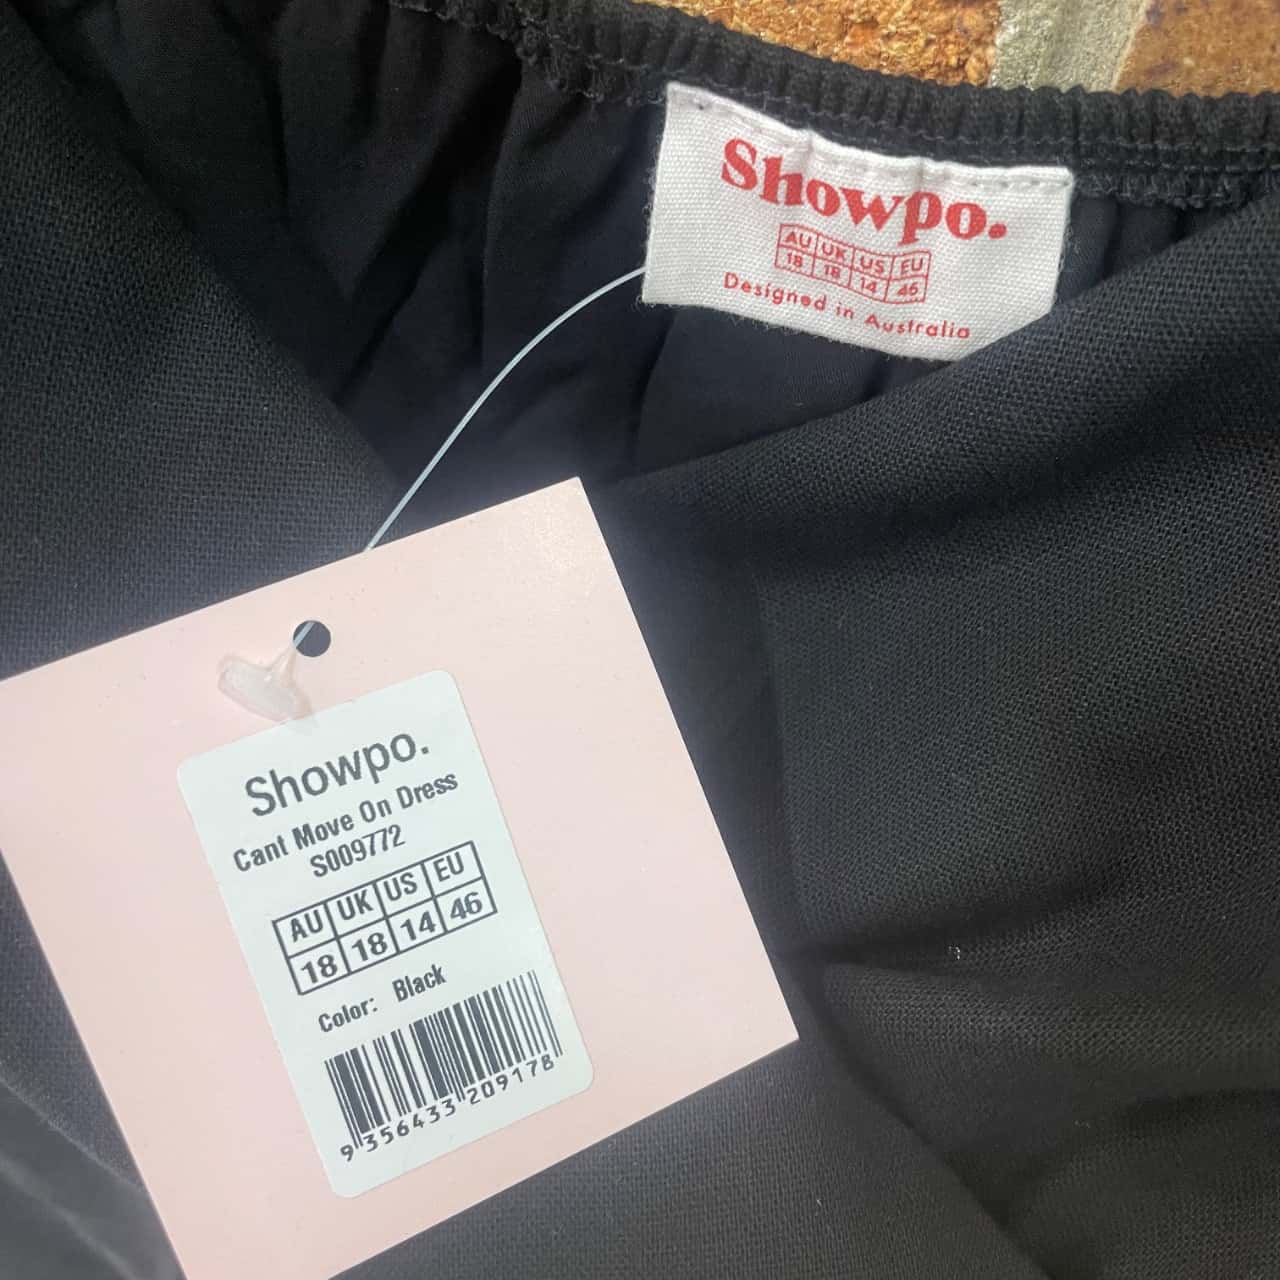 Showpo.
AU UK US EU
18 18 14 46
Designed in Australia
Showpo.
Cant Move On Dress
S009772
AU UK US EU
18 18 14 46
Color: Black
9 356433 209178